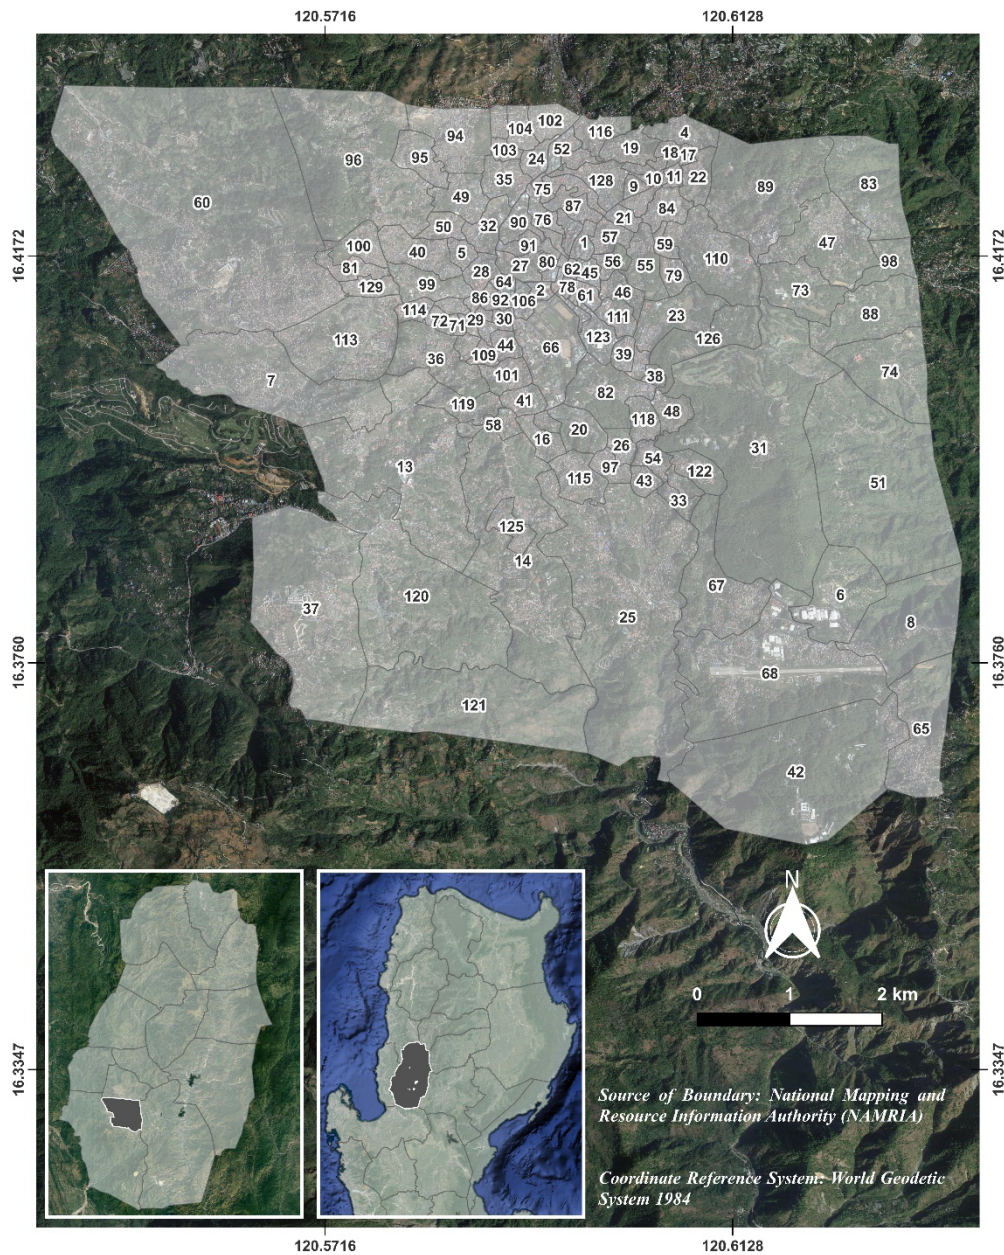 120.5716 120.6128
102
104 116 4
94
103 52 19 18 17
96 95 24
35 128 10 11 22
75 9 89 83
49
60 87 84
90 76 21
50 32 57 47
100 91 1 59
40 5 80 56 110 98
81 28 27 62 45 55 79
129 99 64 78 73
86 92 106 2 61 46
114 88
72 71 29 30 111 23
113 123 126
44 66 39
36 109
7 101 38 74
82
119 41
118 48
58 20
16 26 31
13 54
115 97 122
43 51
33
125
14
67
6
37 120
25 8
68
121
65
42
16.4172 16.4172
16.3760 16.3760
16.3347 16.3347
N
0 1 2 km
Source of Boundary: National Mapping and
Resource Information Authority (NAMRIA)
Coordinate Reference System: World Geodetic
System 1984
120.5716 120.6128